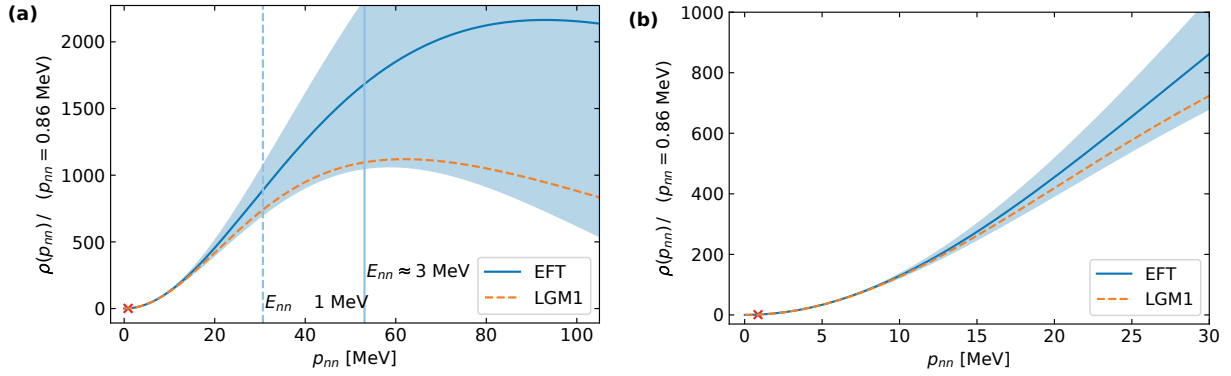 (a)
2000
1500
1000
500
0
ρ(p_nn) / (p_nn = 0.86 MeV)
E_nn ≈ 3 MeV
E_nn 1 MeV
EFT
LGM1
0 20 40 60 80 100
p_nn [MeV]
(b)
1000
800
600
400
200
0
ρ(p_nn) / (p_nn = 0.86 MeV)
EFT
LGM1
0 5 10 15 20 25 30
p_nn [MeV]